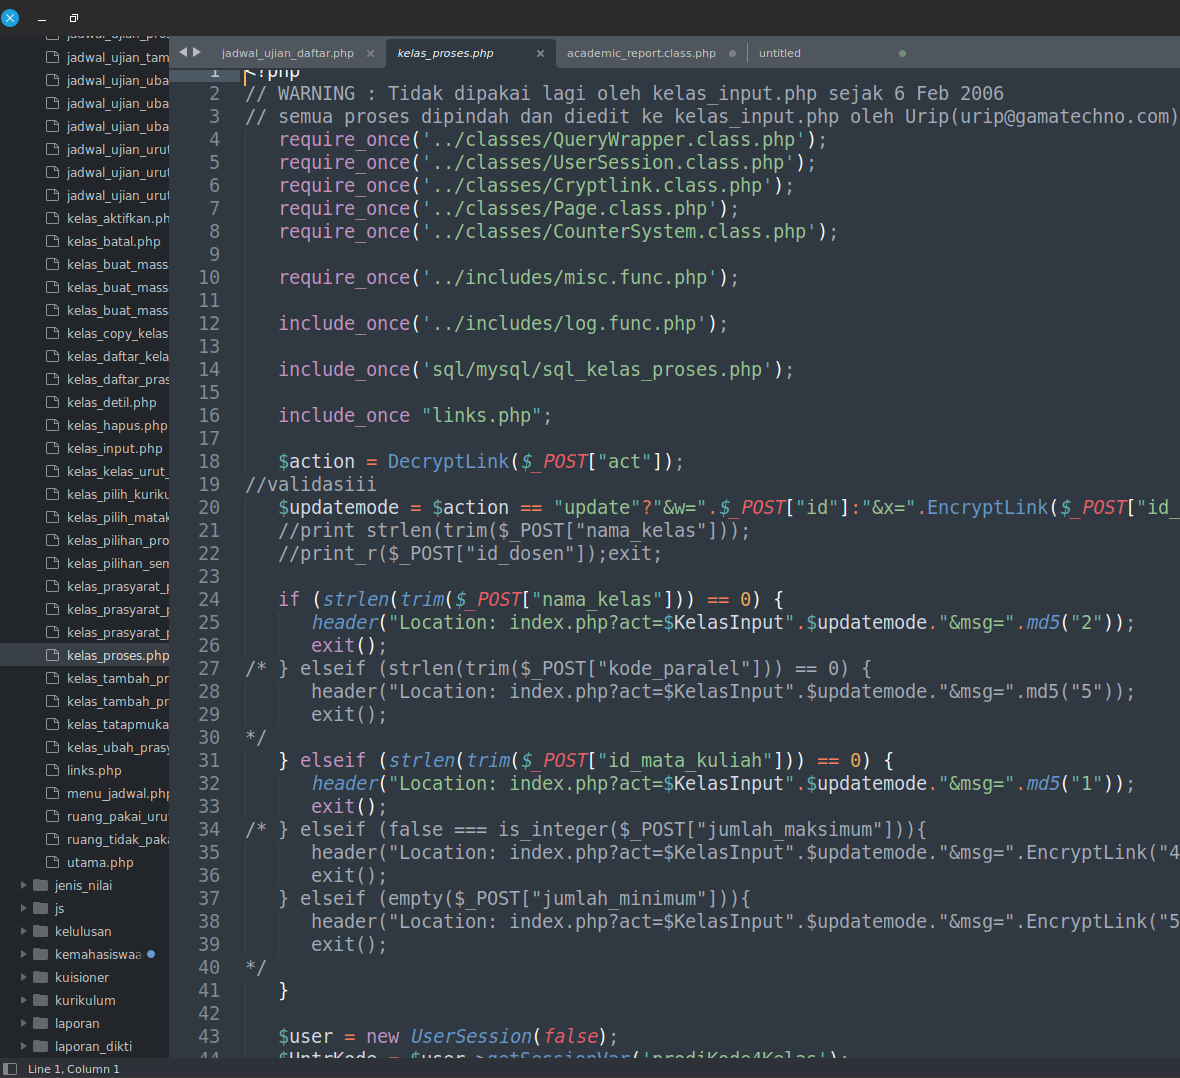 jadwal_ujian_daftar.php
kelas_proses.php
academic_report.class.php
untitled
jadwal_ujian_tam
jadwal_ujian_uba
jadwal_ujian_uba
jadwal_ujian_uba
jadwal_ujian_urut
jadwal_ujian_urut
jadwal_ujian_urut
kelas_aktifkan.ph
kelas_batal.php
kelas_buat_mass
kelas_buat_mass
kelas_buat_mass
kelas_copy_kelas
kelas_daftar_kela
kelas_daftar_pras
kelas_detil.php
kelas_hapus.php
kelas_input.php
kelas_kelas_urut_
kelas_pilih_kuriku
kelas_pilih_matak
kelas_pilihan_pro
kelas_pilihan_sem
kelas_prasyarat_p
kelas_prasyarat_p
kelas_prasyarat_p
kelas_proses.php
kelas_tambah_pr
kelas_tambah_pr
kelas_tatapmuka
kelas_ubah_prasy
links.php
menu_jadwal.php
ruang_pakai_urut
ruang_tidak_paka
utama.php
jenis_nilai
js
kelulusan
kemahasiswaa
kuisioner
kurikulum
laporan
laporan_dikti
1 <?php
2 // WARNING : Tidak dipakai lagi oleh kelas_input.php sejak 6 Feb 2006
3 // semua proses dipindah dan diedit ke kelas_input.php oleh Urip(urip@gamatechno.com)
4 require_once('../classes/QueryWrapper.class.php');
5 require_once('../classes/UserSession.class.php');
6 require_once('../classes/Cryptlink.class.php');
7 require_once('../classes/Page.class.php');
8 require_once('../classes/CounterSystem.class.php');
9
10 require_once('../includes/misc.func.php');
11
12 include_once('../includes/log.func.php');
13
14 include_once('sql/mysql/sql_kelas_proses.php');
15
16 include_once "links.php";
17
18 $action = DecryptLink($_POST["act"]);
19 //validasiii
20 $updatemode = $action == "update"?"&w=".$_POST["id"]:"&x=".EncryptLink($_POST["id_
21 //print strlen(trim($_POST["nama_kelas"]));
22 //print_r($_POST["id_dosen"]);exit;
23
24 if (strlen(trim($_POST["nama_kelas"])) == 0) {
25 header("Location: index.php?act=$KelasInput".$updatemode."&msg=".md5("2"));
26 exit();
27 /* } elseif (strlen(trim($_POST["kode_paralel"])) == 0) {
28 header("Location: index.php?act=$KelasInput".$updatemode."&msg=".md5("5"));
29 exit();
30 */
31 } elseif (strlen(trim($_POST["id_mata_kuliah"])) == 0) {
32 header("Location: index.php?act=$KelasInput".$updatemode."&msg=".md5("1"));
33 exit();
34 /* } elseif (false === is_integer($_POST["jumlah_maksimum"])){
35 header("Location: index.php?act=$KelasInput".$updatemode."&msg=".EncryptLink("4
36 exit();
37 } elseif (empty($_POST["jumlah_minimum"])){
38 header("Location: index.php?act=$KelasInput".$updatemode."&msg=".EncryptLink("5
39 exit();
40 */
41 }
42
43 $user = new UserSession(false);
44 $UntrKode = $user->getSessionVar('prodiKode4Kelas');
Line 1, Column 1